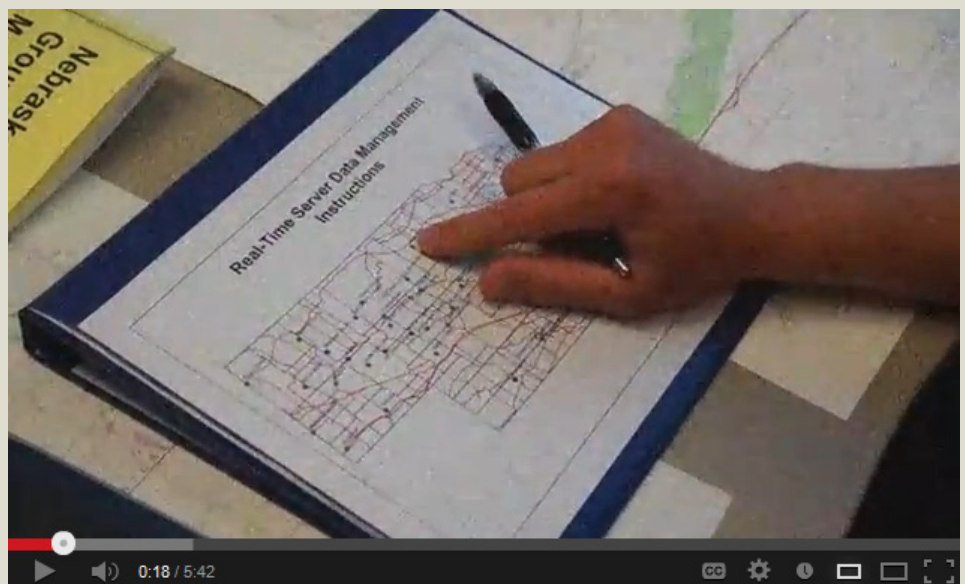 Nebrask
Grou
M
Real-Time Server Data Management
Instructions
0:18 / 5:42
CC